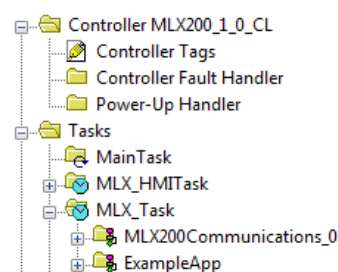 Controller MLX200_1_0_CL
Controller Tags
Controller Fault Handler
Power-Up Handler
Tasks
MainTask
MLX_HMITask
MLX_Task
MLX200Communications_0
ExampleApp